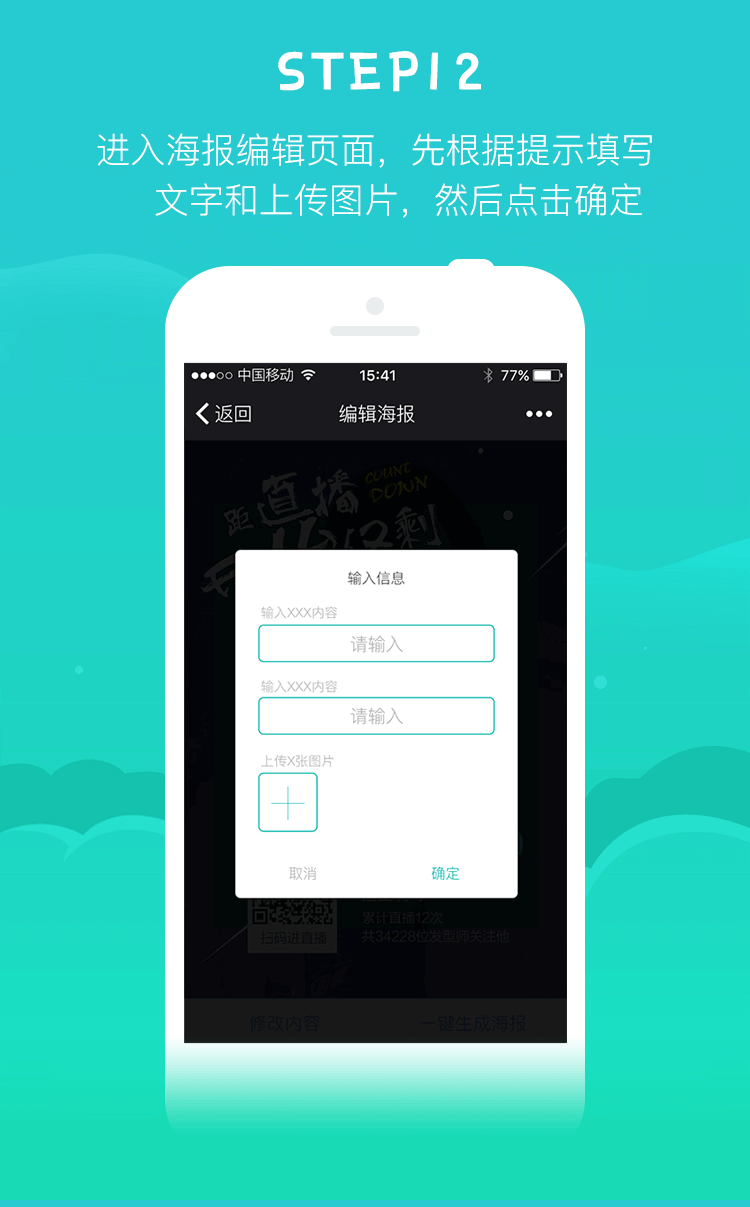 STEP12
进入海报编辑页面，先根据提示填写
文字和上传图片，然后点击确定
中国移动 15:41 77%
返回 编辑海报
距直播
COUNT
DOWN
只剩
输入信息
输入XXX内容
请输入
输入XXX内容
请输入
上传X张图片
取消 确定
累计直播12次
扫码进直播
共34228位发型师关注他
修改内容 一键生成海报